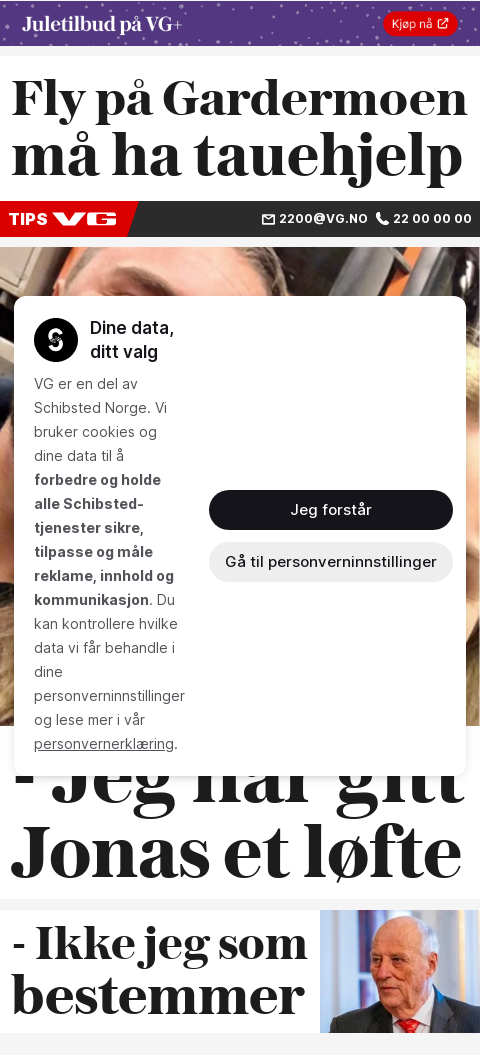 Juletilbud på VG+
Kjøp nå
Fly på Gardermoen
må ha tauehjelp
TIPS VG
2200@VG.NO 22 00 00 00
Dine data,
ditt valg
VG er en del av
Schibsted Norge. Vi
bruker cookies og
dine data til å
forbedre og holde
alle Schibsted-
tjenester sikre,
tilpasse og måle
reklame, innhold og
kommunikasjon. Du
kan kontrollere hvilke
data vi får behandle i
dine
personverninnstillinger
og lese mer i vår
personvernerklæring.
Jeg forstår
Gå til personverninnstillinger
- Jeg har gitt
Jonas et løfte
- Ikke jeg som
bestemmer